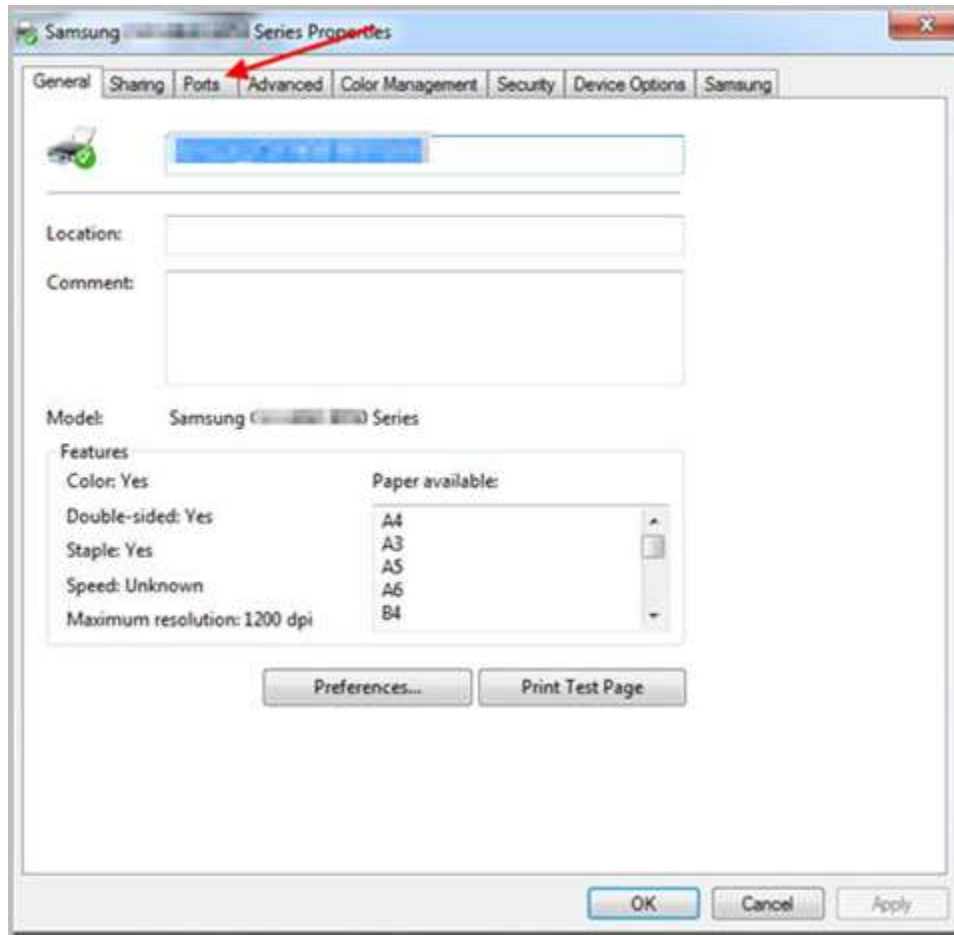 Samsung Series Properties
General Sharing Ports Advanced Color Management Security Device Options Samsung
Location:
Comment:
Model: Samsung Series
Features
Color: Yes
Double-sided: Yes
Staple: Yes
Speed: Unknown
Maximum resolution: 1200 dpi
Paper available:
A4
A3
A5
A6
B4
Preferences... Print Test Page
OK Cancel Apply